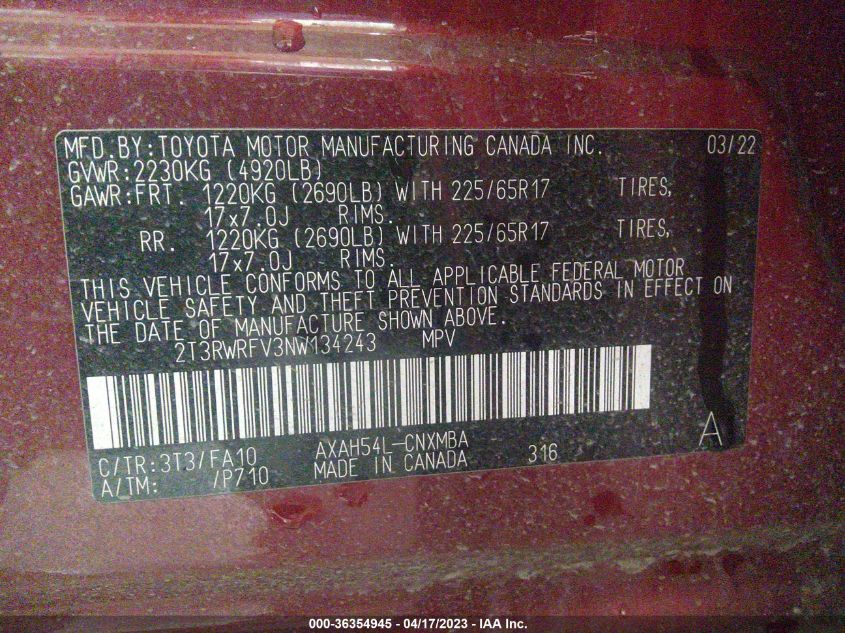 MFD.BY:TOYOTA MOTOR MANUFACTURING CANADA INC. 03/22
GVWR:2230KG (4920LB)
GAWR:FRT. 1220KG (2690LB) WITH 225/65R17 TIRES,
17x7.0J RIMS.
RR. 1220KG (2690LB) WITH 225/65R17 TIRES,
17x7.0J RIMS.
THIS VEHICLE CONFORMS TO ALL APPLICABLE FEDERAL MOTOR
VEHICLE SAFETY AND THEFT PREVENTION STANDARDS IN EFFECT ON
THE DATE OF MANUFACTURE SHOWN ABOVE.
2T3RWRFV3NW134243 MPV
C/TR:3T3/FA10 AXAH54L-CNXMBA 316 A
A/TM: /P710 MADE IN CANADA
000-36354945 - 04/17/2023 - IAA Inc.